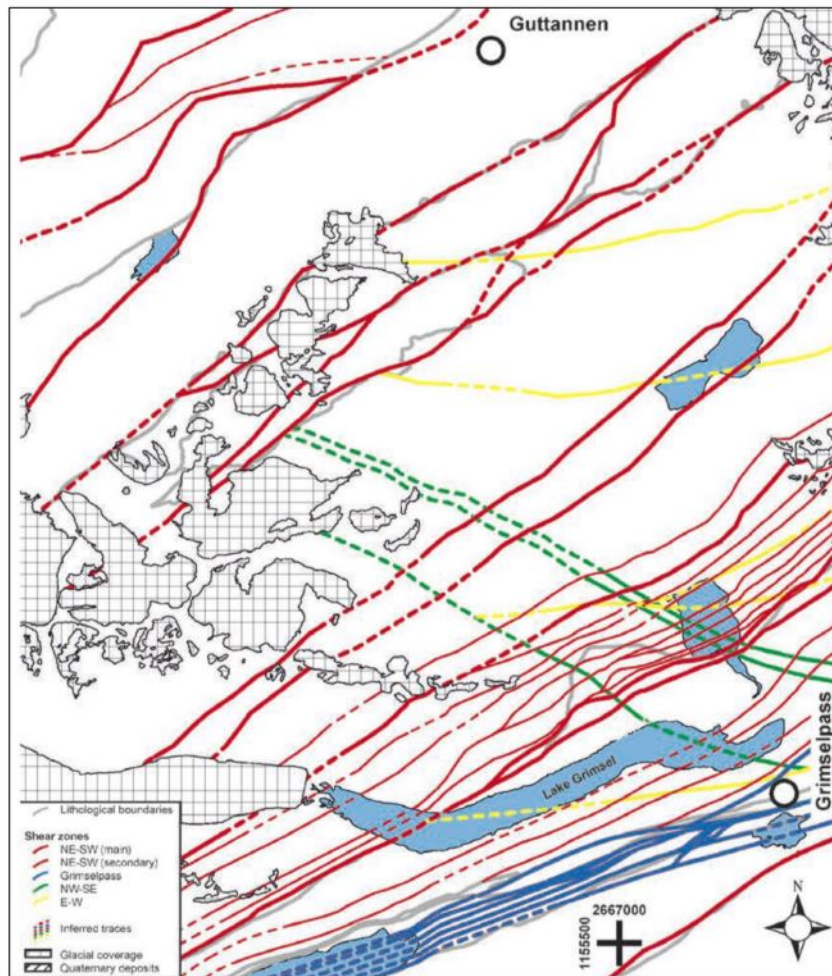 Guttannen
Lake Grimsel
Grimselpass
Lithological boundaries
Shear zones
NE-SW (main)
NE-SW (secondary)
Grimselpass
NW-SE
E-W
Inferred traces
Glacial coverage
Quaternary deposits
2667000
1155500
N